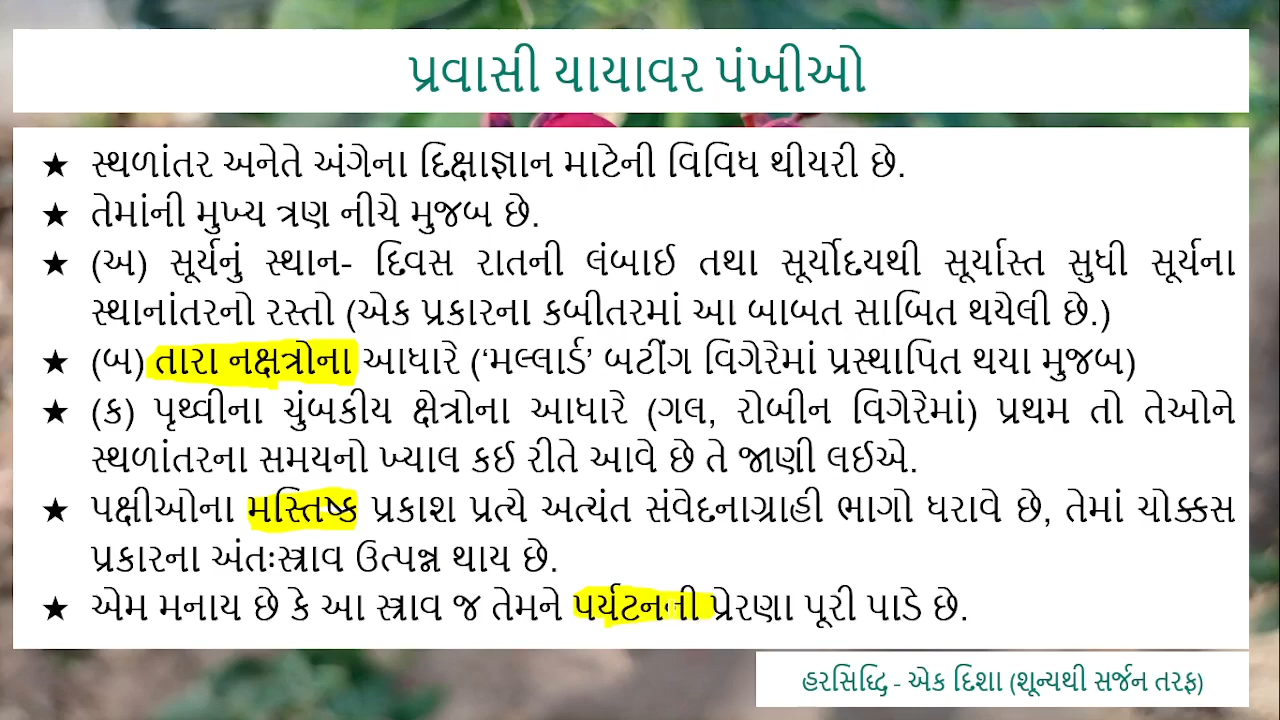 પ્રવાસી યાયાવર પંખીઓ
★ સ્થળાંતર અનેતે અંગેના દિક્ષાજ્ઞાન માટેની વિવિધ થીયરી છે.
★ તેમાંની મુખ્ય ત્રણ નીચે મુજબ છે.
★ (અ) સૂર્યનું સ્થાન- દિવસ રાતની લંબાઈ તથા સૂર્યોદયથી સૂર્યાસ્ત સુધી સૂર્યના
સ્થાનાંતરનો રસ્તો (એક પ્રકારના કબીતરમાં આ બાબત સાબિત થયેલી છે.)
★ (બ) તારા નક્ષત્રોના આધારે (‘મલ્લાર્ડ’ બટીંગ વિગેરેમાં પ્રસ્થાપિત થયા મુજબ)
★ (ક) પૃથ્વીના ચુંબકીય ક્ષેત્રોના આધારે (ગલ, રોબીન વિગેરેમાં) પ્રથમ તો તેઓને
સ્થળાંતરના સમયનો ખ્યાલ કઈ રીતે આવે છે તે જાણી લઈએ.
★ પક્ષીઓના મસ્તિષ્ક પ્રકાશ પ્રત્યે અત્યંત સંવેદનાગ્રાહી ભાગો ધરાવે છે, તેમાં ચોક્કસ
પ્રકારના અંતઃસ્ત્રાવ ઉત્પન્ન થાય છે.
★ એમ મનાય છે કે આ સ્ત્રાવ જ તેમને પર્યટનની પ્રેરણા પૂરી પાડે છે.
હરસિદ્ધિ - એક દિશા (શૂન્યથી સર્જન તરફ)